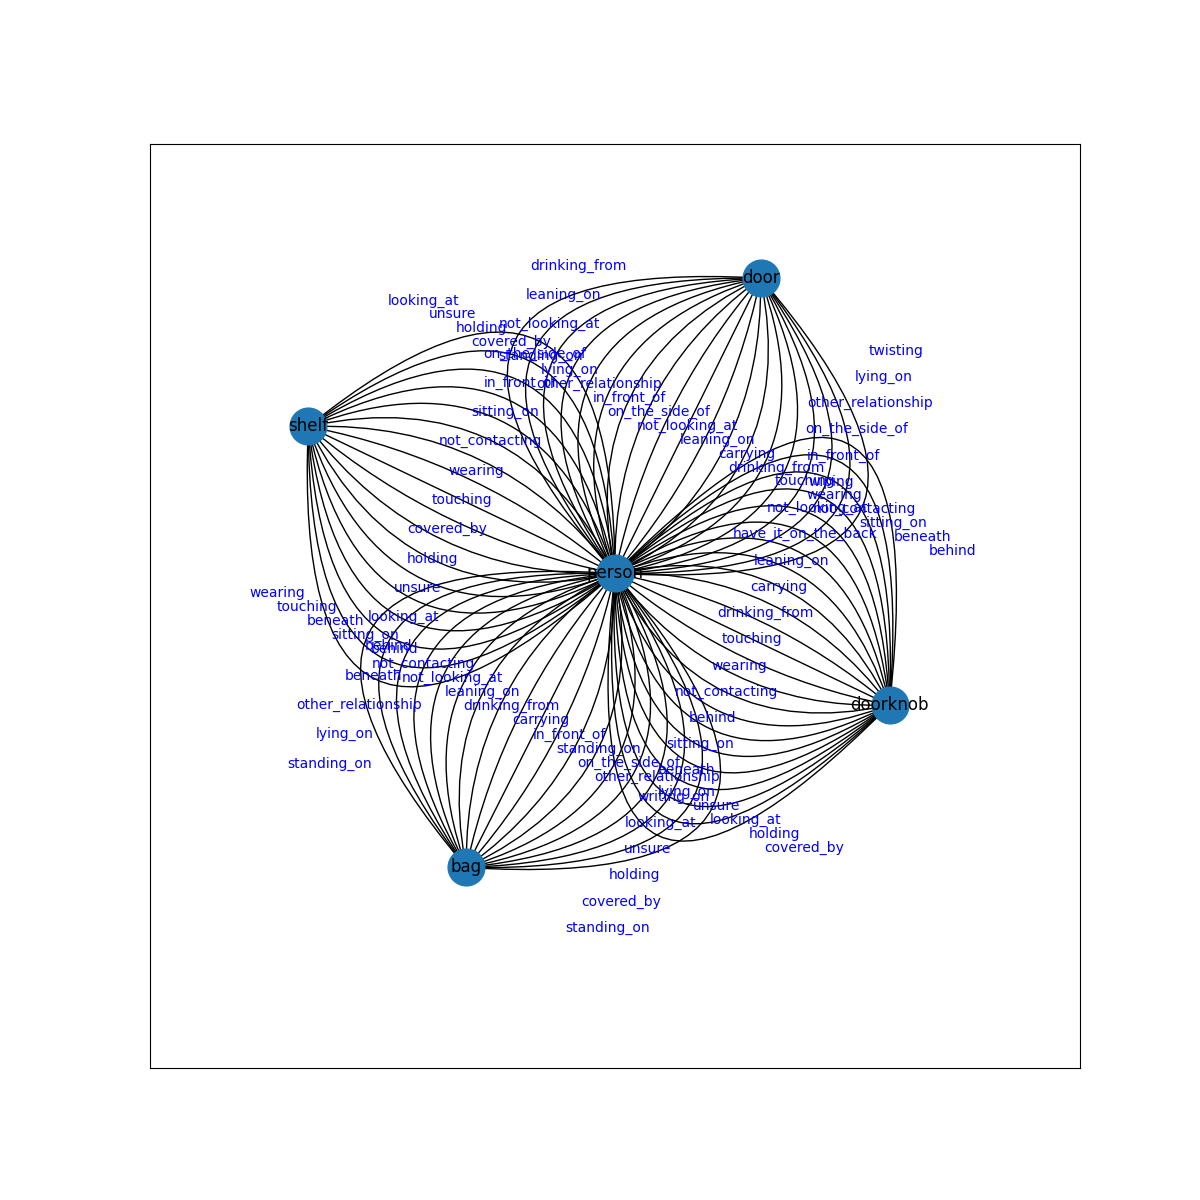 drinking_from
door
leaning_on
looking_at
unsure
not_looking_at
holding
covered_by
twisting
on_the_side_of
standing_on
lying_on
lying_on
in_front_of
other_relationship
in_front_of
other_relationship
sitting_on
on_the_side_of
shelf
not_looking_at
on_the_side_of
not_contacting
leaning_on
carrying
in_front_of
drinking_from
wearing
touching
wiping
wearing
touching
not_looking_at
not_contacting
sitting_on
covered_by
have_it_on_the_back
beneath
behind
holding
leaning_on
person
unsure
carrying
wearing
touching
drinking_from
looking_at
beneath
sitting_on
touching
behind
behind
not_contacting
wearing
beneath
not_looking_at
leaning_on
not_contacting
other_relationship
drinking_from
doorknob
carrying
behind
lying_on
in_front_of
sitting_on
standing_on
standing_on
on_the_side_of
beneath
other_relationship
lying_on
writing_on
unsure
looking_at
looking_at
holding
unsure
covered_by
bag
holding
covered_by
standing_on